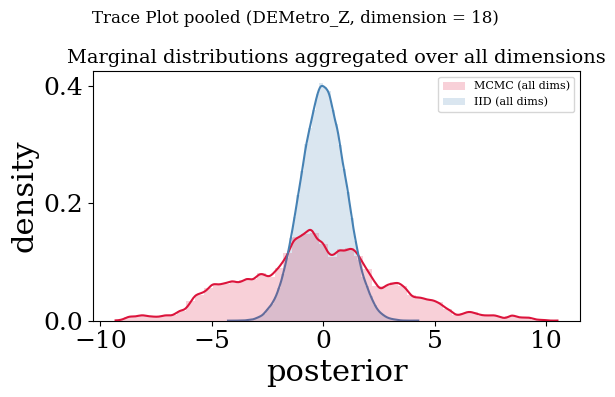 Trace Plot pooled (DEMetro_Z, dimension = 18)
Marginal distributions aggregated over all dimensions
MCMC (all dims)
IID (all dims)
density
0.4
0.2
0.0
−10
−5
0
5
10
posterior